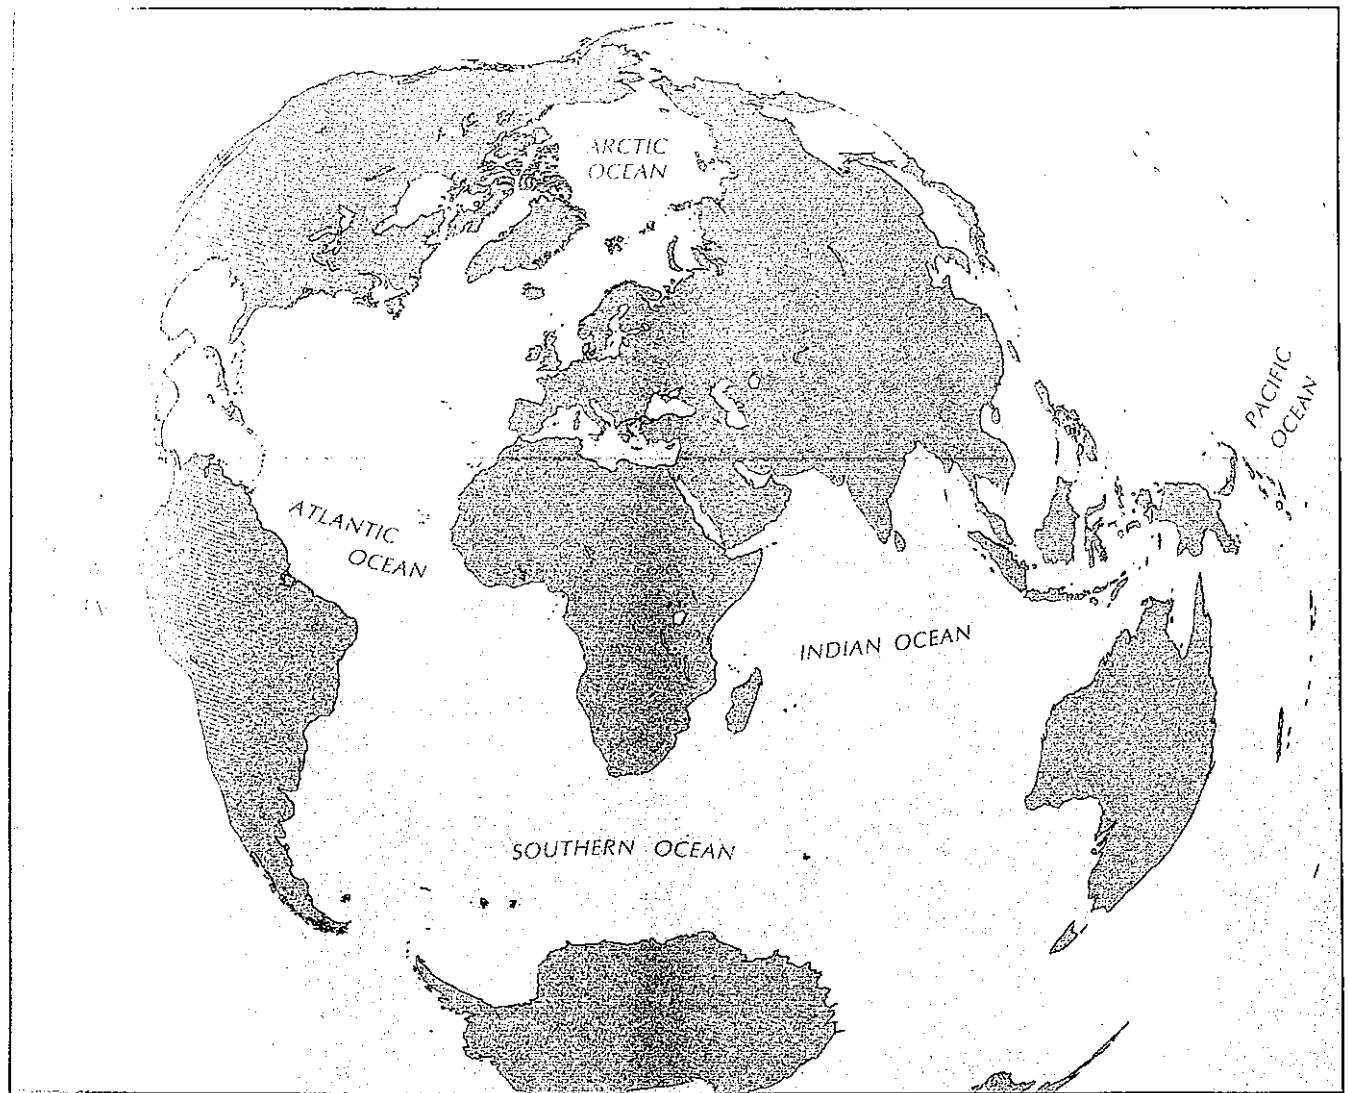 ARCTIC
OCEAN
PACIFIC
OCEAN
ATLANTIC
OCEAN
INDIAN OCEAN
SOUTHERN OCEAN